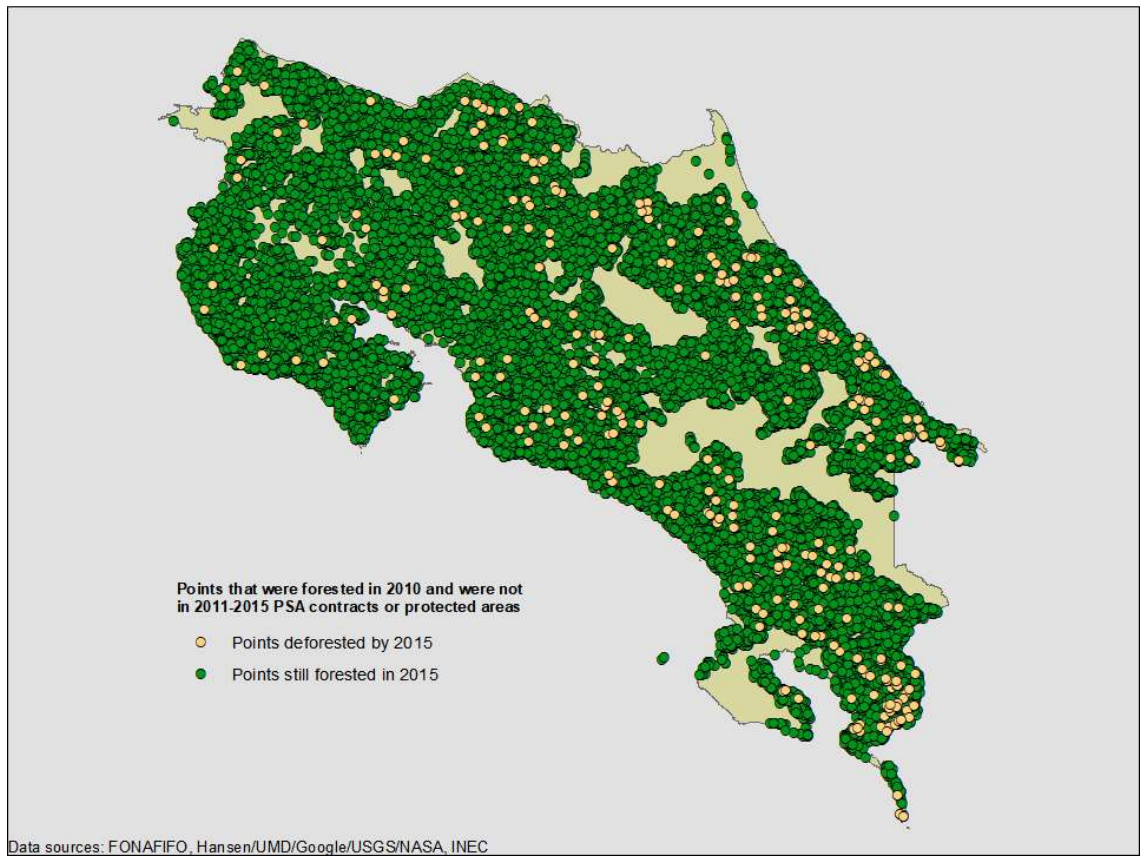 Points that were forested in 2010 and were not
in 2011-2015 PSA contracts or protected areas
Points deforested by 2015
Points still forested in 2015
Data sources: FONAFIFO, Hansen/UMD/Google/USGS/NASA, INEC